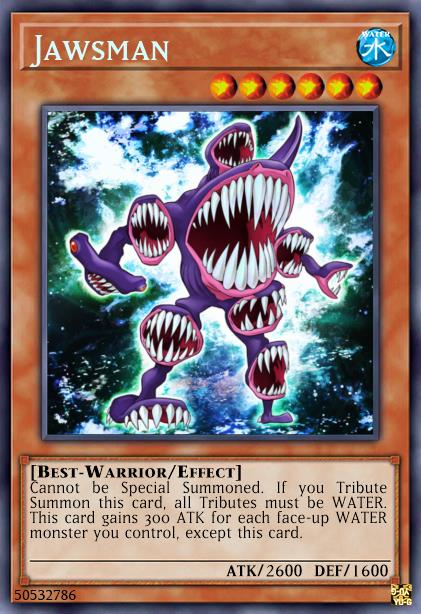 JAWSMAN
WATER
水
[BEST-WARRIOR/EFFECT]
Cannot be Special Summoned. If you Tribute
Summon this card, all Tributes must be WATER.
This card gains 300 ATK for each face-up WATER
monster you control, except this card.
ATK/2600 DEF/1600
50532786